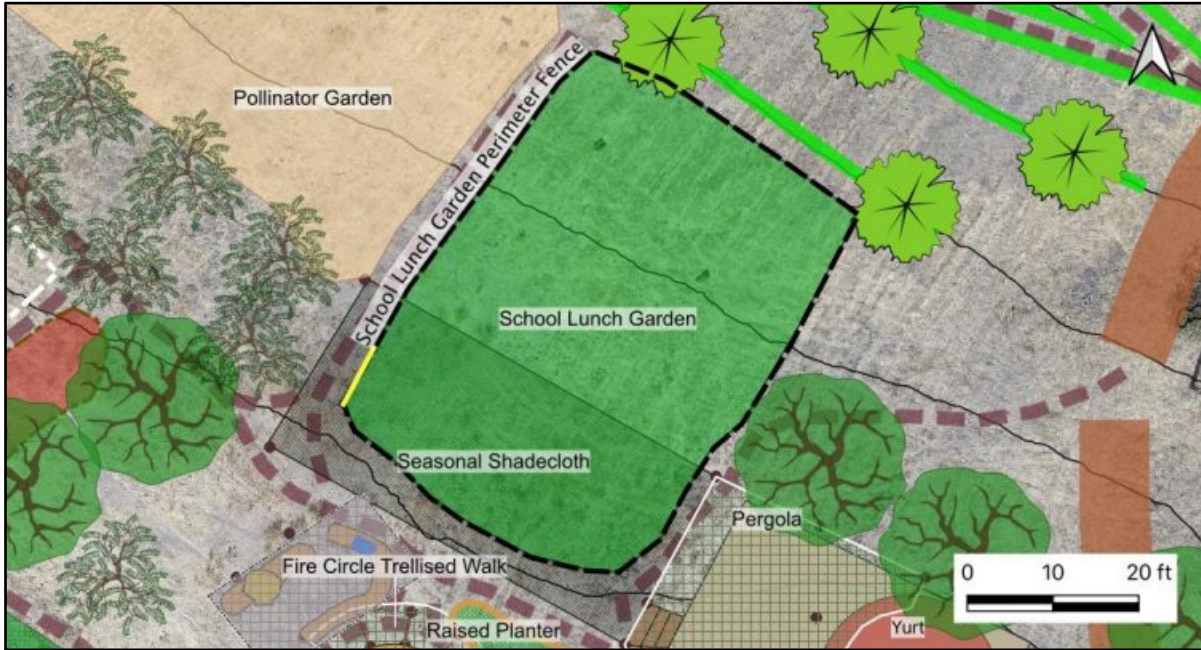 Pollinator Garden
School Lunch Garden Perimeter Fence
School Lunch Garden
Seasonal Shadecloth
Pergola
Fire Circle Trellised Walk
Raised Planter
Yurt
0 10 20 ft